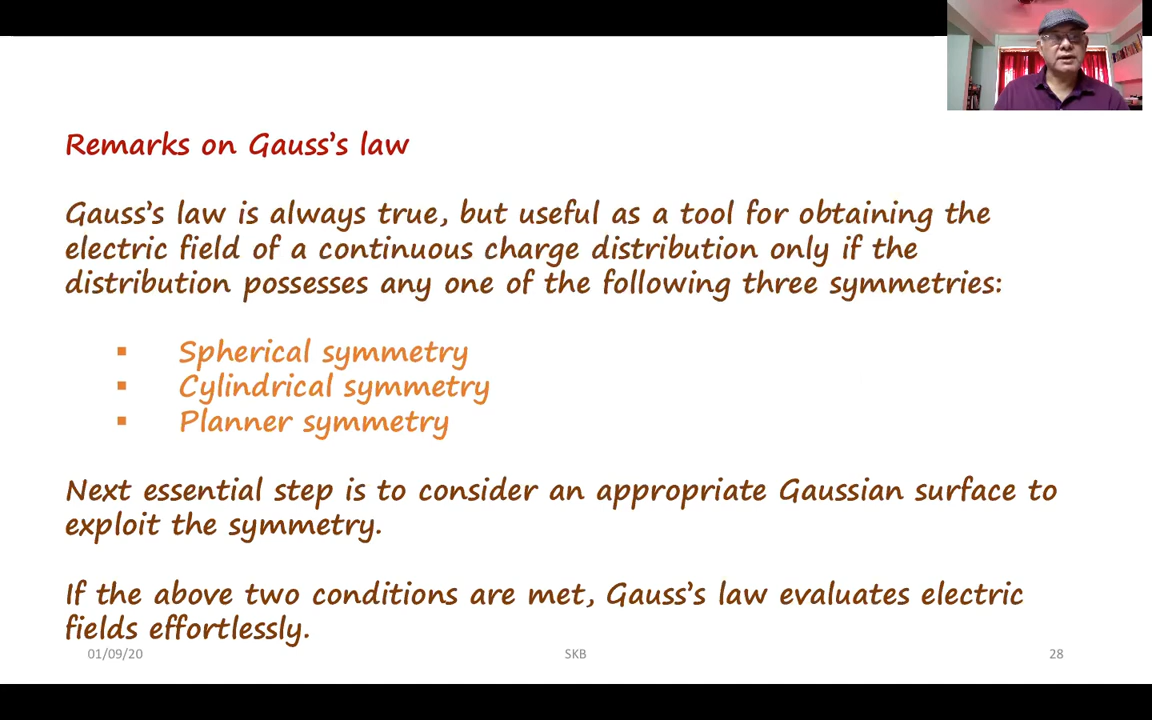 Remarks on Gauss's law
Gauss's law is always true, but useful as a tool for obtaining the
electric field of a continuous charge distribution only if the
distribution possesses any one of the following three symmetries:
▪ Spherical symmetry
▪ Cylindrical symmetry
▪ Planner symmetry
Next essential step is to consider an appropriate Gaussian surface to
exploit the symmetry.
If the above two conditions are met, Gauss's law evaluates electric
fields effortlessly.
01/09/20 SKB 28